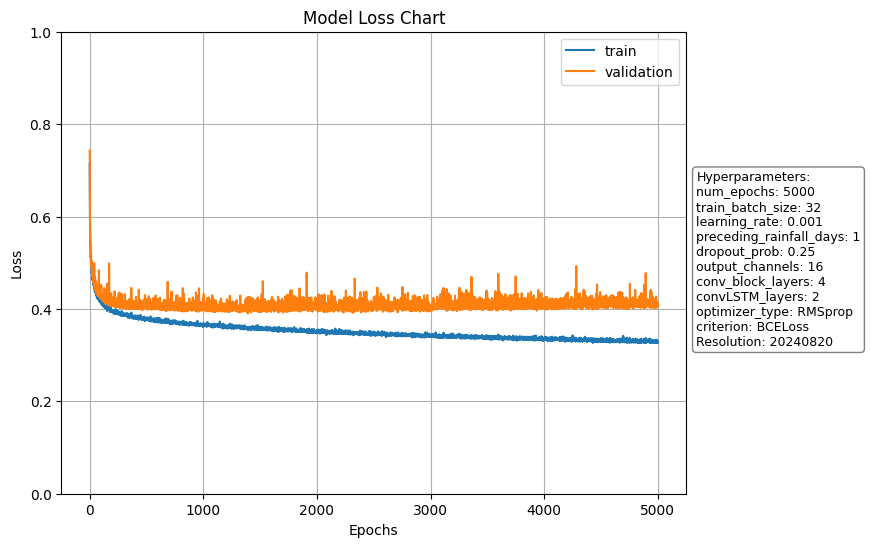 Model Loss Chart
1.0
0.8
0.6
0.4
0.2
0.0
Loss
0
1000
2000
3000
4000
5000
Epochs
train
validation
Hyperparameters:
num_epochs: 5000
train_batch_size: 32
learning_rate: 0.001
preceding_rainfall_days: 1
dropout_prob: 0.25
output_channels: 16
conv_block_layers: 4
convLSTM_layers: 2
optimizer_type: RMSprop
criterion: BCELoss
Resolution: 20240820